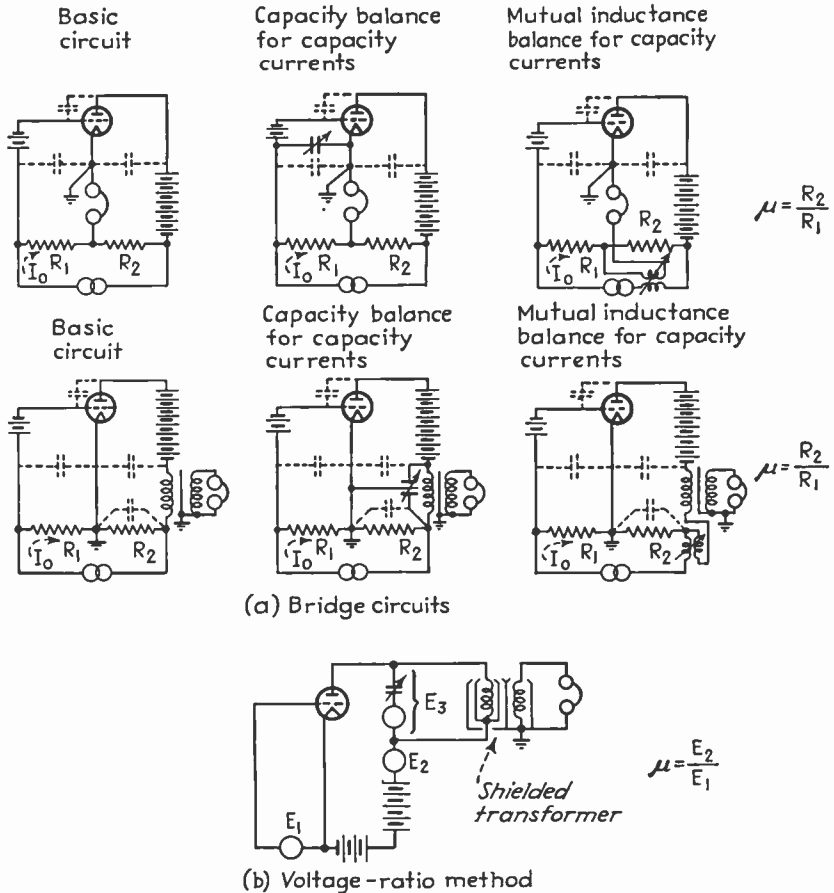 Basic
circuit
Capacity balance
for capacity
currents
Mutual inductance
balance for capacity
currents
R2
I0 R1 R2
I0 R1 R2
I0 R1
μ = R2/R1
Basic
circuit
Capacity balance
for capacity
currents
Mutual inductance
balance for capacity
currents
μ = R2/R1
I0 R1 R2
I0 R1 R2
I0 R1 R2
(a) Bridge circuits
E3
E2
μ = E2/E1
Shielded
transformer
E1
(b) Voltage-ratio method